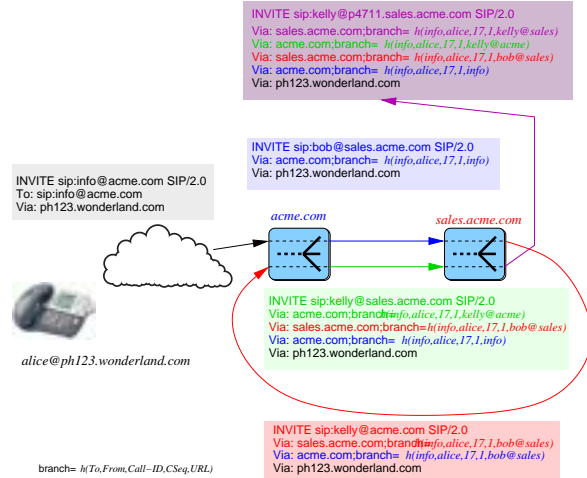 INVITE sip:kelly@p4711.sales.acme.com SIP/2.0
Via: sales.acme.com;branch= h(info,alice,17,1,kelly@sales)
Via: acme.com;branch= h(info,alice,17,1,kelly@acme)
Via: sales.acme.com;branch= h(info,alice,17,1,bob@sales)
Via: acme.com;branch= h(info,alice,17,1,info)
Via: ph123.wonderland.com
INVITE sip:bob@sales.acme.com SIP/2.0
Via: acme.com;branch= h(info,alice,17,1,info)
Via: ph123.wonderland.com
INVITE sip:info@acme.com SIP/2.0
To: sip:info@acme.com
Via: ph123.wonderland.com
acme.com
sales.acme.com
INVITE sip:kelly@sales.acme.com SIP/2.0
Via: acme.com;branch=h(info,alice,17,1,kelly@acme)
Via: sales.acme.com;branch=h(info,alice,17,1,bob@sales)
Via: acme.com;branch= h(info,alice,17,1,info)
Via: ph123.wonderland.com
alice@ph123.wonderland.com
INVITE sip:kelly@acme.com SIP/2.0
Via: sales.acme.com;branch=h(info,alice,17,1,bob@sales)
Via: acme.com;branch= h(info,alice,17,1,bob@sales)
Via: ph123.wonderland.com
branch= h(To,From,Call−ID,CSeq,URL)